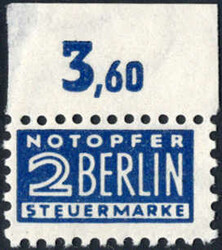 3,60
NOTOPFER
2 BERLIN
STEUERMARKE